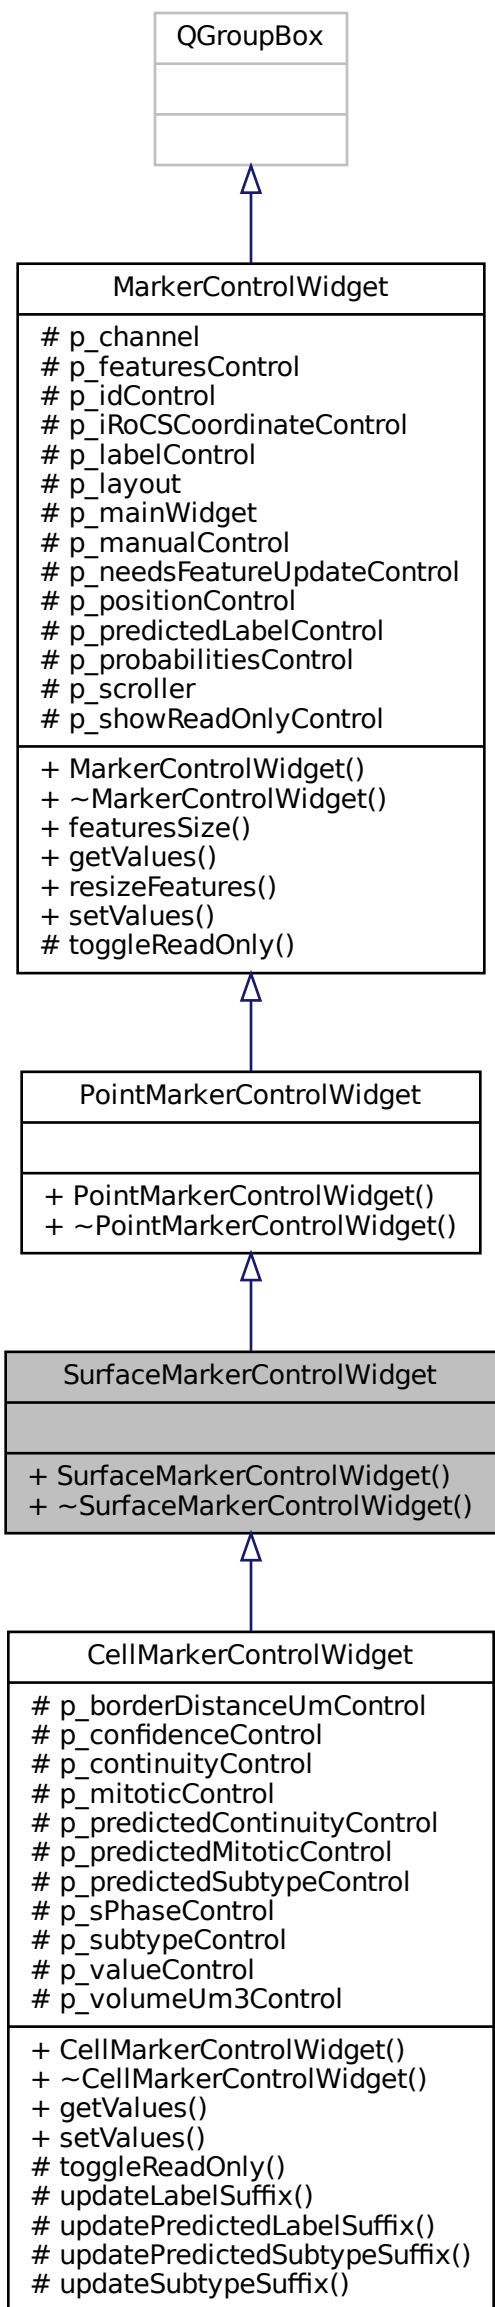 QGroupBox
MarkerControlWidget
# p_channel
# p_featuresControl
# p_idControl
# p_iRoCSCoordinateControl
# p_labelControl
# p_layout
# p_mainWidget
# p_manualControl
# p_needsFeatureUpdateControl
# p_positionControl
# p_predictedLabelControl
# p_probabilitiesControl
# p_scroller
# p_showReadOnlyControl
+ MarkerControlWidget()
+ ~MarkerControlWidget()
+ featuresSize()
+ getValues()
+ resizeFeatures()
+ setValues()
# toggleReadOnly()
PointMarkerControlWidget
+ PointMarkerControlWidget()
+ ~PointMarkerControlWidget()
SurfaceMarkerControlWidget
+ SurfaceMarkerControlWidget()
+ ~SurfaceMarkerControlWidget()
CellMarkerControlWidget
# p_borderDistanceUmControl
# p_confidenceControl
# p_continuityControl
# p_mitoticControl
# p_predictedContinuityControl
# p_predictedMitoticControl
# p_predictedSubtypeControl
# p_sPhaseControl
# p_subtypeControl
# p_valueControl
# p_volumeUm3Control
+ CellMarkerControlWidget()
+ ~CellMarkerControlWidget()
+ getValues()
+ setValues()
# toggleReadOnly()
# updateLabelSuffix()
# updatePredictedLabelSuffix()
# updatePredictedSubtypeSuffix()
# updateSubtypeSuffix()